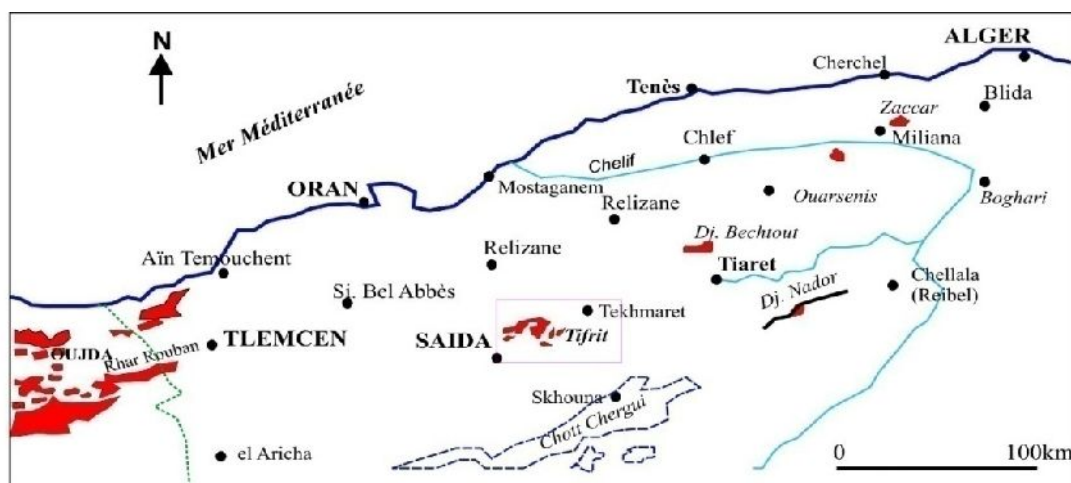 N
ALGER
Cherchel
Mer Méditerranée
Tenès
Blida
Zaccar
Miliana
Chlef
Chelif
Mostaganem
ORAN
Ouarsenis
Boghari
Relizane
Dj. Bechtout
Relizane
Aïn Temouchent
Tiaret
Chellala
(Reibel)
Dj. Nador
Si. Bel Abbès
Tekhmaret
TLEMCEN
SAIDA
Tifrit
OUJDA
Rhar Rouban
Skhouna
Chott Chergui
el Aricha
0 100km